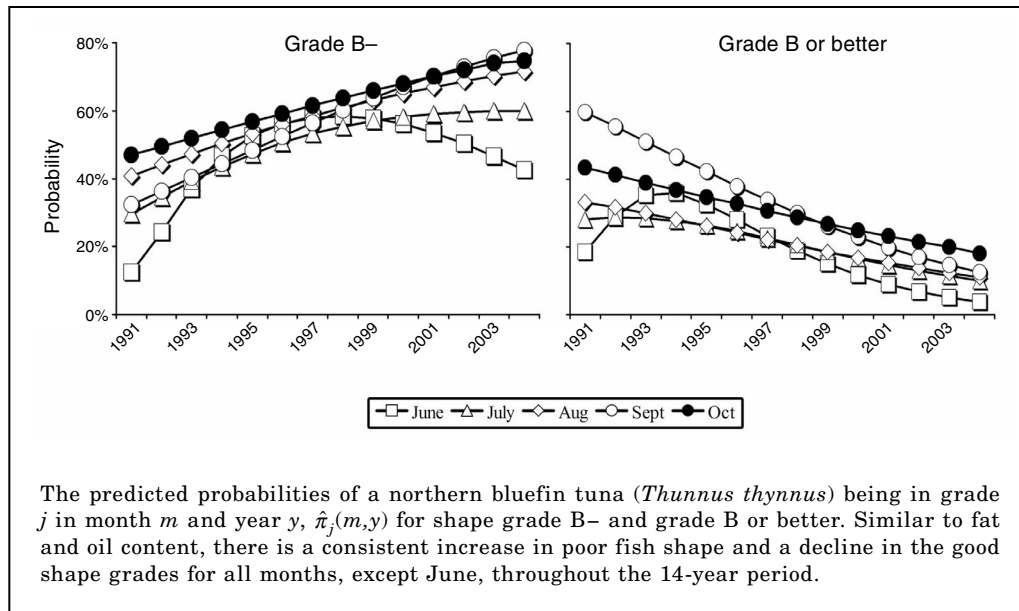 Grade B–
Grade B or better
Probability
80%
60%
40%
20%
0%
1991
1993
1995
1997
1999
2001
2003
1991
1993
1995
1997
1999
2001
2003
June July Aug Sept Oct
The predicted probabilities of a northern bluefin tuna (Thunnus thynnus) being in grade
j in month m and year y, π̂j(m,y) for shape grade B– and grade B or better. Similar to fat
and oil content, there is a consistent increase in poor fish shape and a decline in the good
shape grades for all months, except June, throughout the 14-year period.